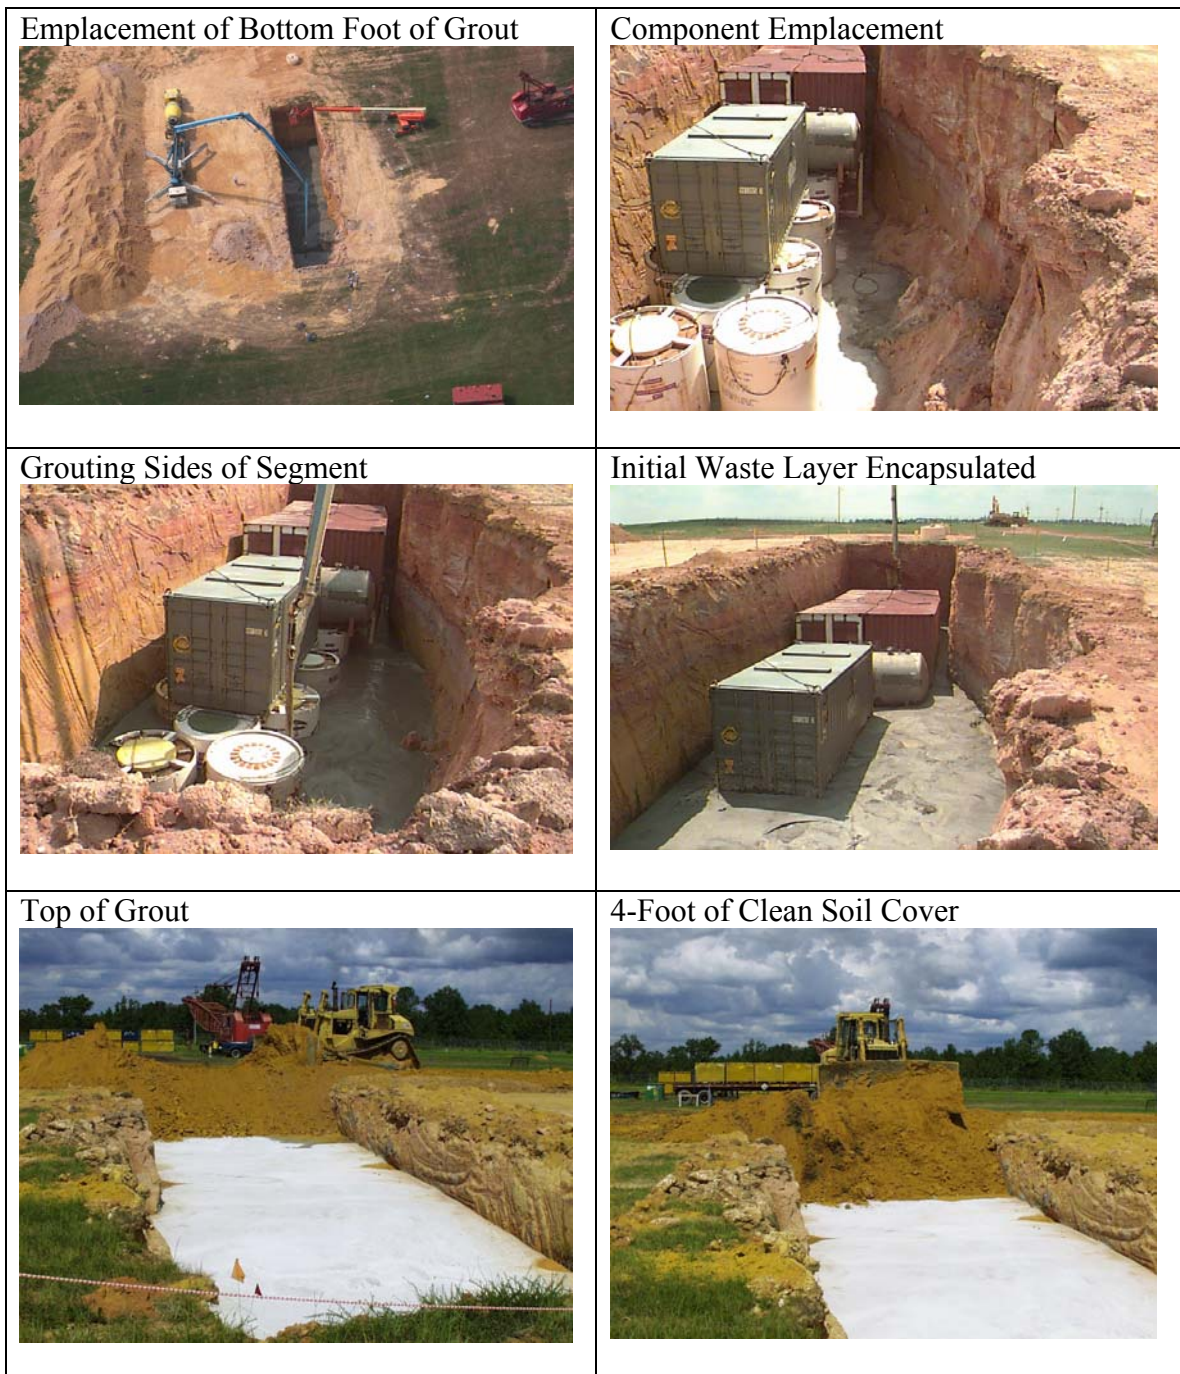 Emplacement of Bottom Foot of Grout
Component Emplacement
Grouting Sides of Segment
Initial Waste Layer Encapsulated
Top of Grout
4-Foot of Clean Soil Cover